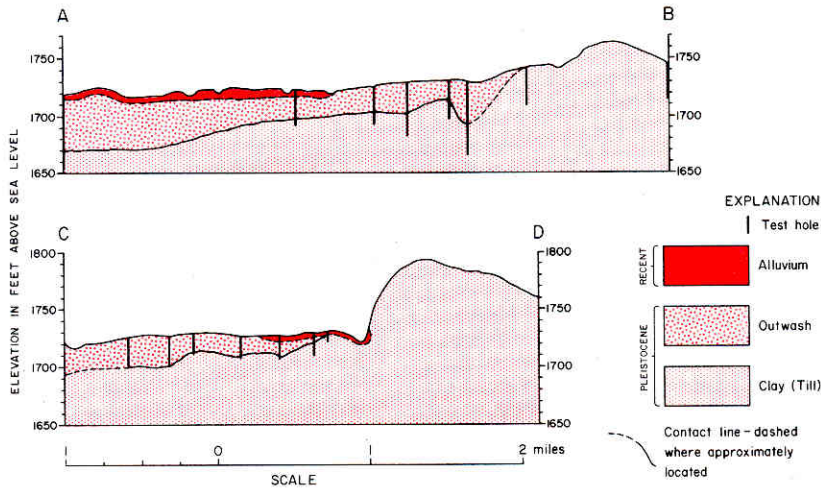 A
B
1750
1700
1650
1750
1700
1650
ELEVATION IN FEET ABOVE SEA LEVEL
C
D
1800
1750
1700
1650
1800
1750
1700
1650
EXPLANATION
Test hole
RECENT
Alluvium
PLEISTOCENE
Outwash
Clay (Till)
Contact line-dashed
where approximately
located
1 0 1 2 miles
SCALE